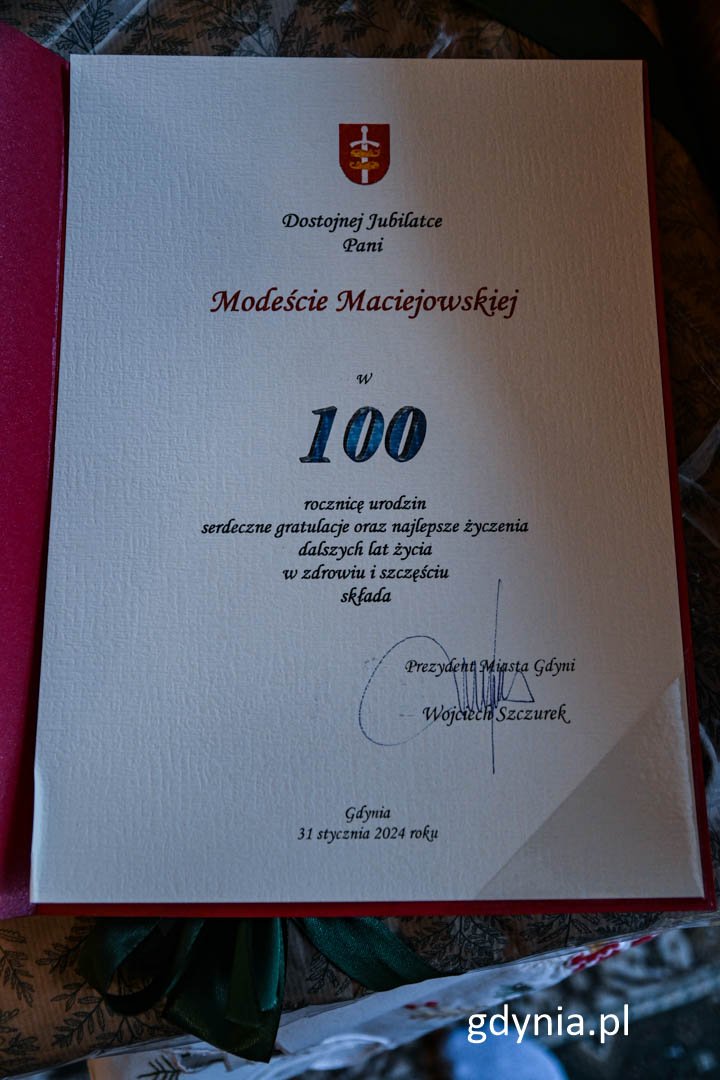 Dostojnej Jubilatce
Pani
Modeście Maciejowskiej
w
100
rocznicę urodzin
serdeczne gratulacje oraz najlepsze życzenia
dalszych lat życia
w zdrowiu i szczęściu
składa
Prezydent Miasta Gdyni
Wojciech Szczurek
Gdynia
31 stycznia 2024 roku
gdynia.pl